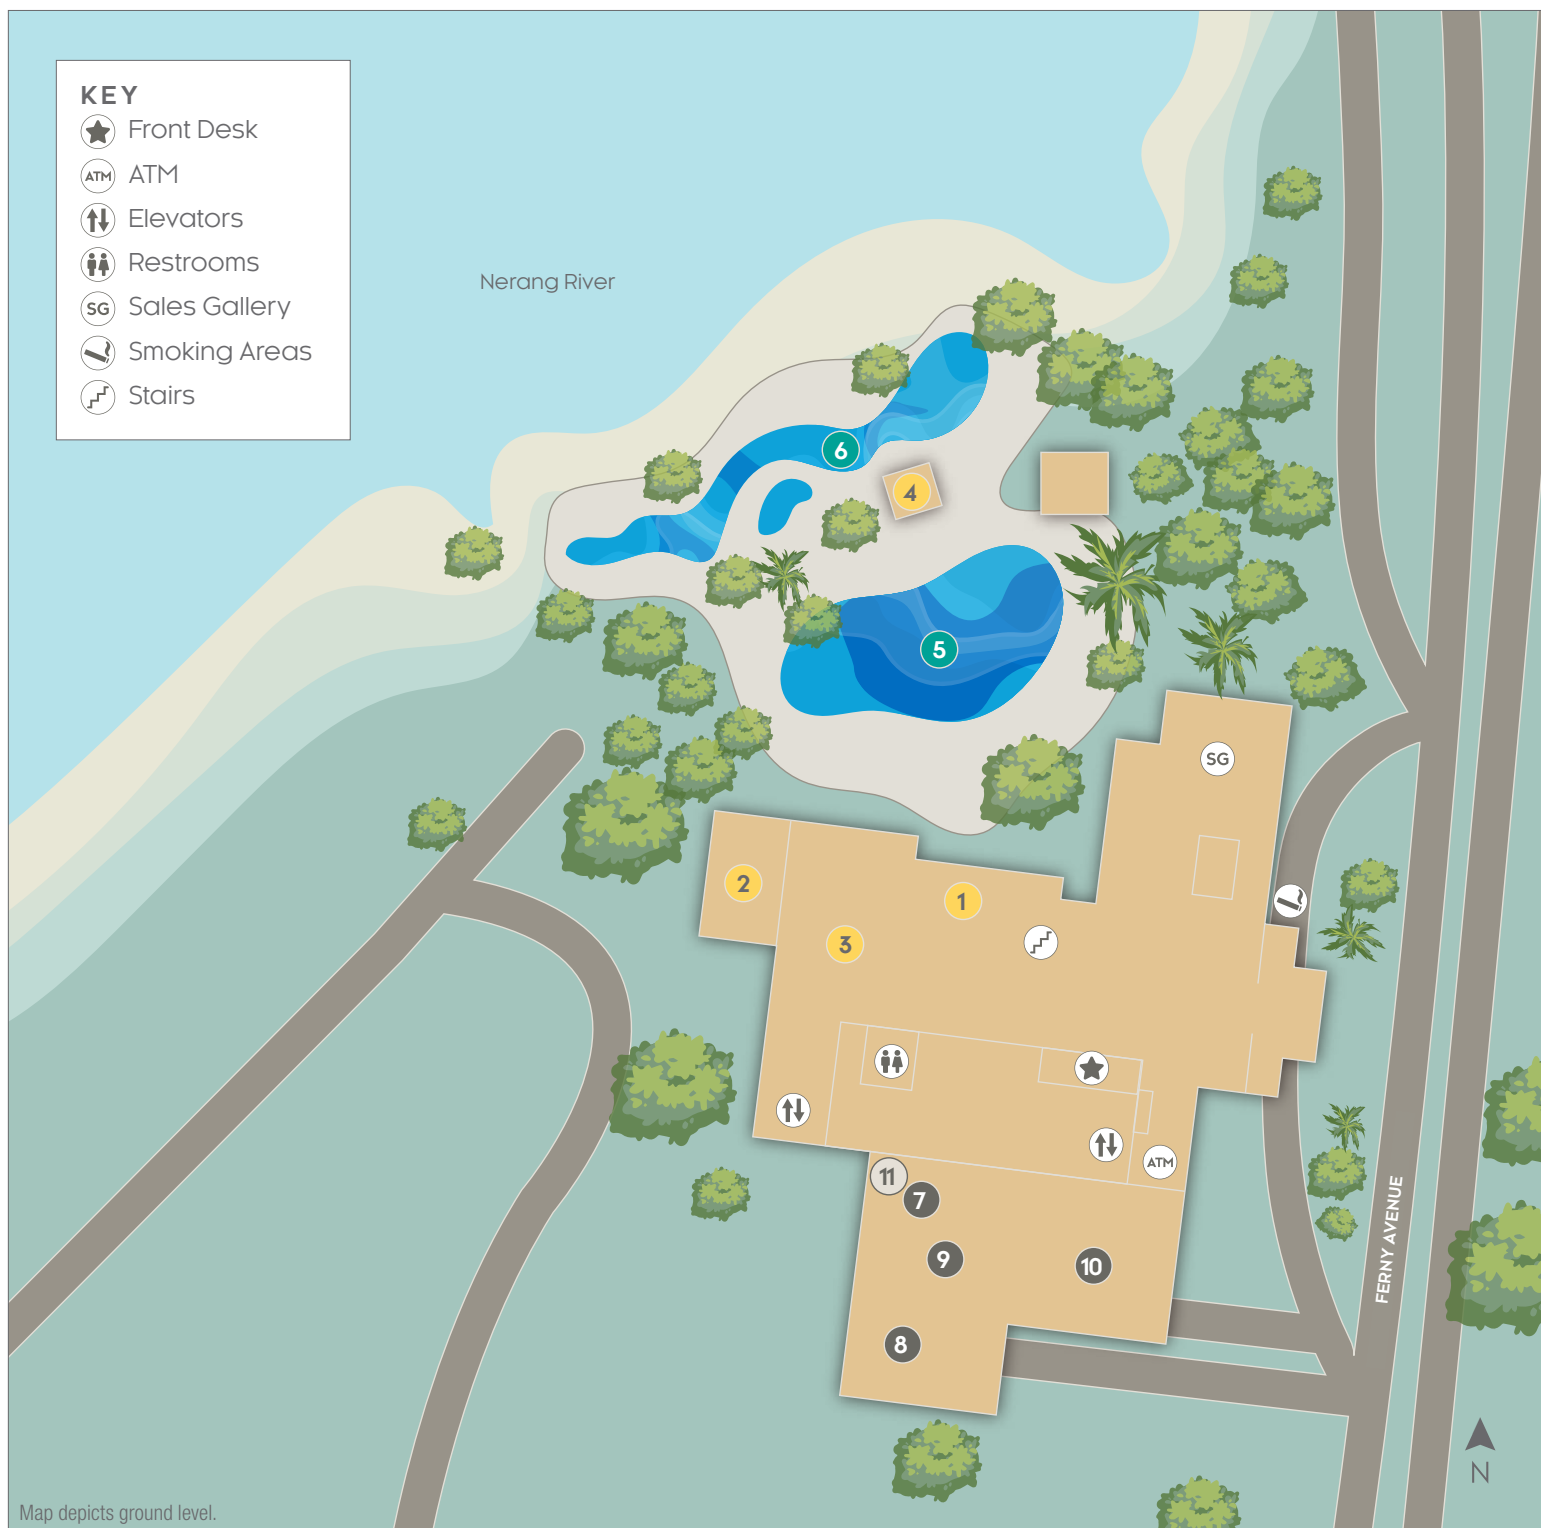 KEY
Front Desk
ATM ATM
Elevators
Restrooms
SG Sales Gallery
Smoking Areas
Stairs
Nerang River
6
4
5
SG
2
1
3
ATM
11
7
9
10
8
FERNY AVENUE
N
Map depicts ground level.